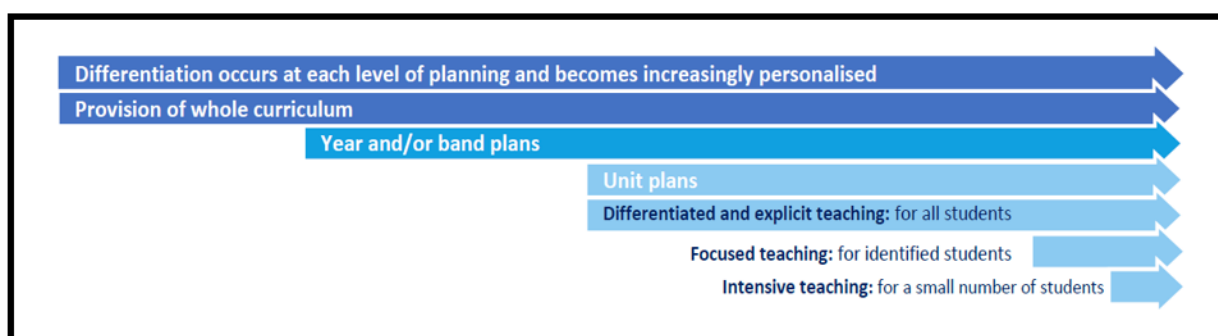 Differentiation occurs at each level of planning and becomes increasingly personalised
Provision of whole curriculum
Year and/or band plans
Unit plans
Differentiated and explicit teaching: for all students
Focused teaching: for identified students
Intensive teaching: for a small number of students